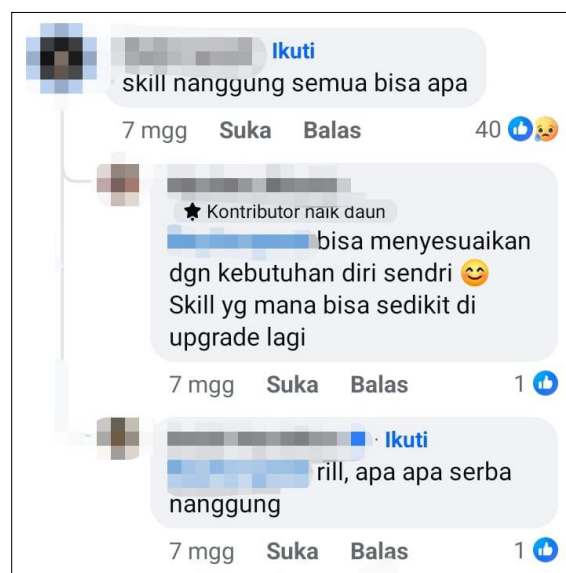 Ikuti
skill nanggung semua bisa apa
7 mgg Suka Balas 40
Kontributor naik daun
bisa menyesuaikan
dgn kebutuhan diri sendri 😊
Skill yg mana bisa sedikit di
upgrade lagi
7 mgg Suka Balas 1
· Ikuti
rill, apa apa serba
nanggung
7 mgg Suka Balas 1